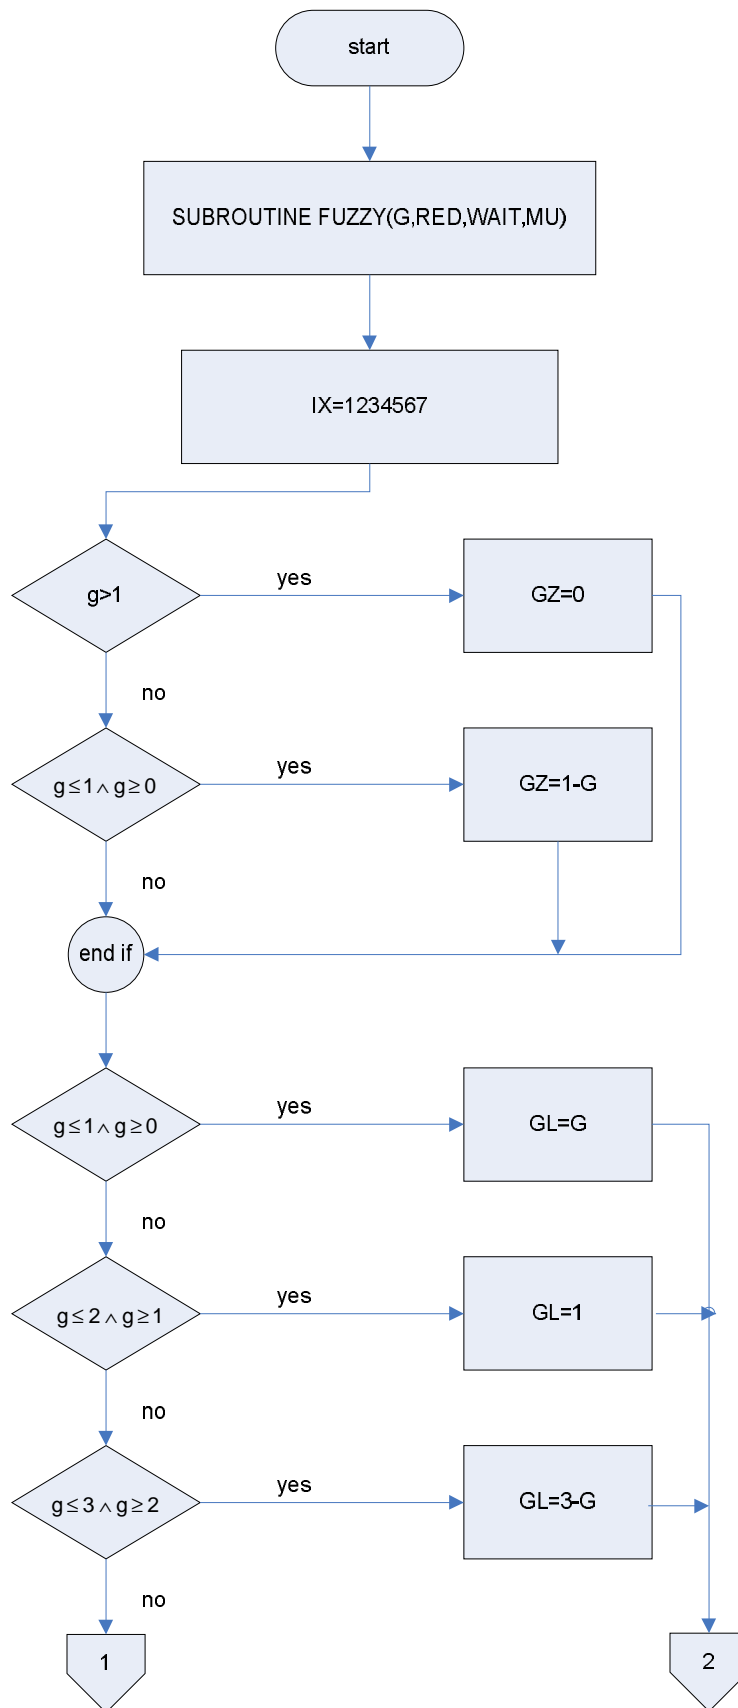 start
SUBROUTINE FUZZY(G,RED,WAIT,MU)
IX=1234567
g>1
yes
GZ=0
no
g≤1∧g≥0
yes
GZ=1-G
no
end if
g≤1∧g≥0
yes
GL=G
no
g≤2∧g≥1
yes
GL=1
no
g≤3∧g≥2
yes
GL=3-G
no
1
2